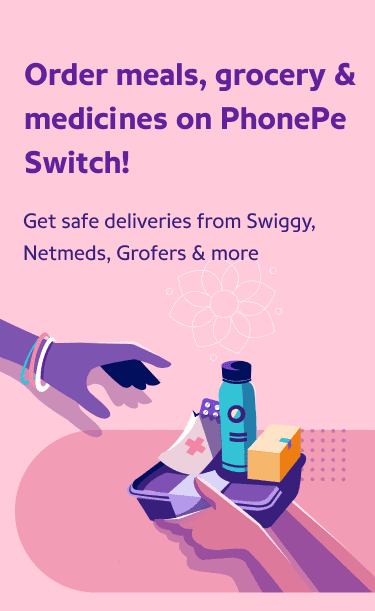 Order meals, grocery &
medicines on PhonePe
Switch!
Get safe deliveries from Swiggy,
Netmeds, Grofers & more